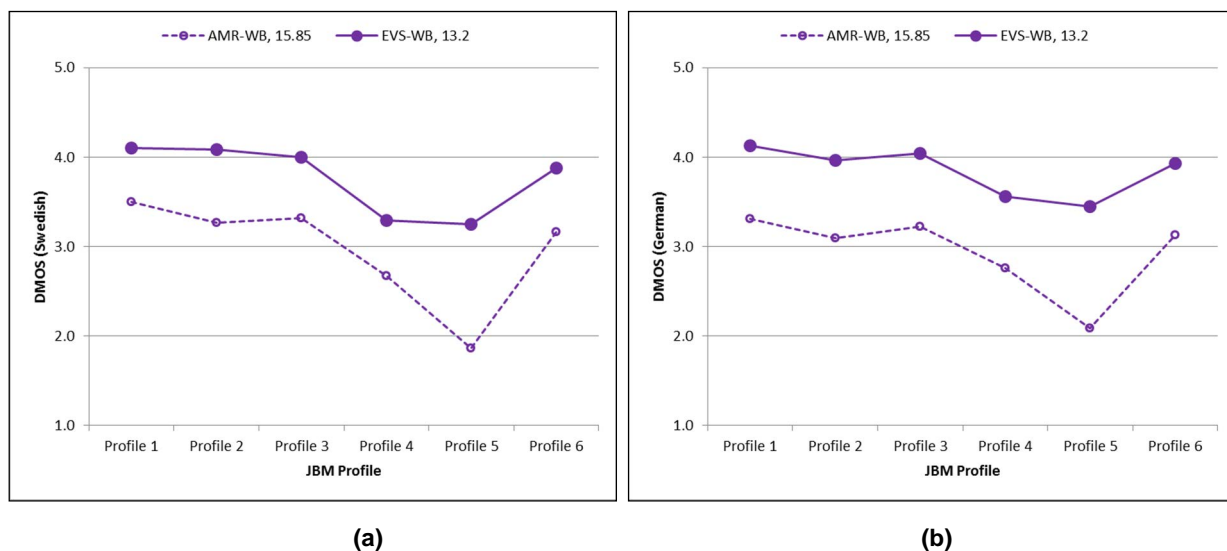 AMR-WB, 15.85 EVS-WB, 13.2
5.0
4.0
3.0
2.0
1.0
DMOS (Swedish)
Profile 1 Profile 2 Profile 3 Profile 4 Profile 5 Profile 6
JBM Profile
(a)
AMR-WB, 15.85 EVS-WB, 13.2
5.0
4.0
3.0
2.0
1.0
DMOS (German)
Profile 1 Profile 2 Profile 3 Profile 4 Profile 5 Profile 6
JBM Profile
(b)